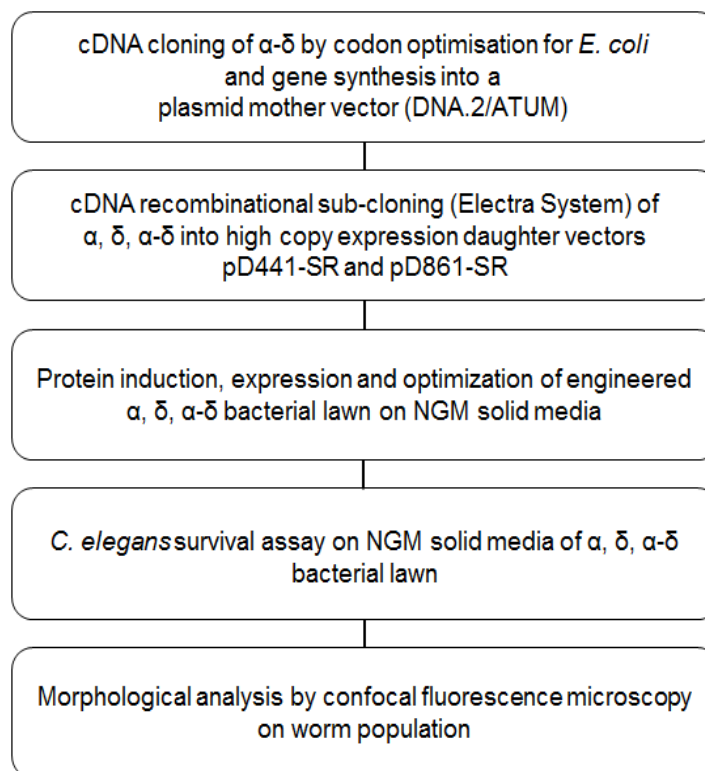 cDNA cloning of α-δ by codon optimisation for E. coli
and gene synthesis into a
plasmid mother vector (DNA.2/ATUM)
cDNA recombinational sub-cloning (Electra System) of
α, δ, α-δ into high copy expression daughter vectors
pD441-SR and pD861-SR
Protein induction, expression and optimization of engineered
α, δ, α-δ bacterial lawn on NGM solid media
C. elegans survival assay on NGM solid media of α, δ, α-δ
bacterial lawn
Morphological analysis by confocal fluorescence microscopy
on worm population